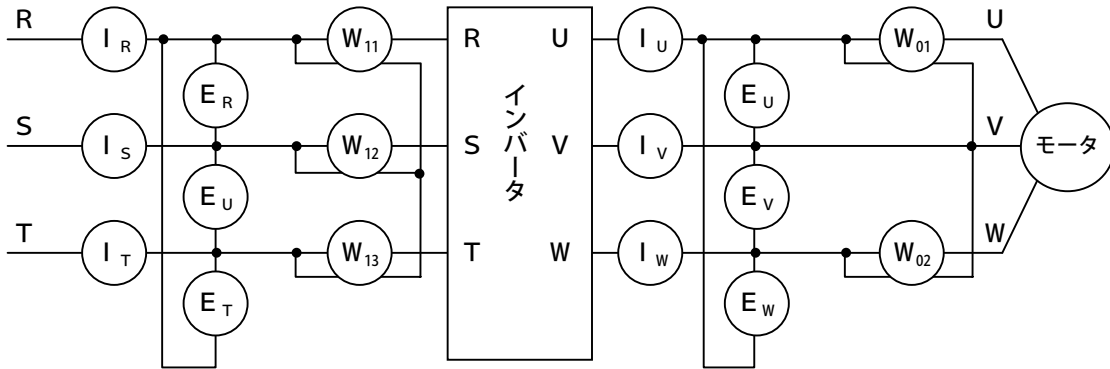 R I R W11 R U I U W01 U
E R E U
S I S W12 S インバータ V I V V モータ
E U E V
T I T W13 T W I W W02 W
E T E W